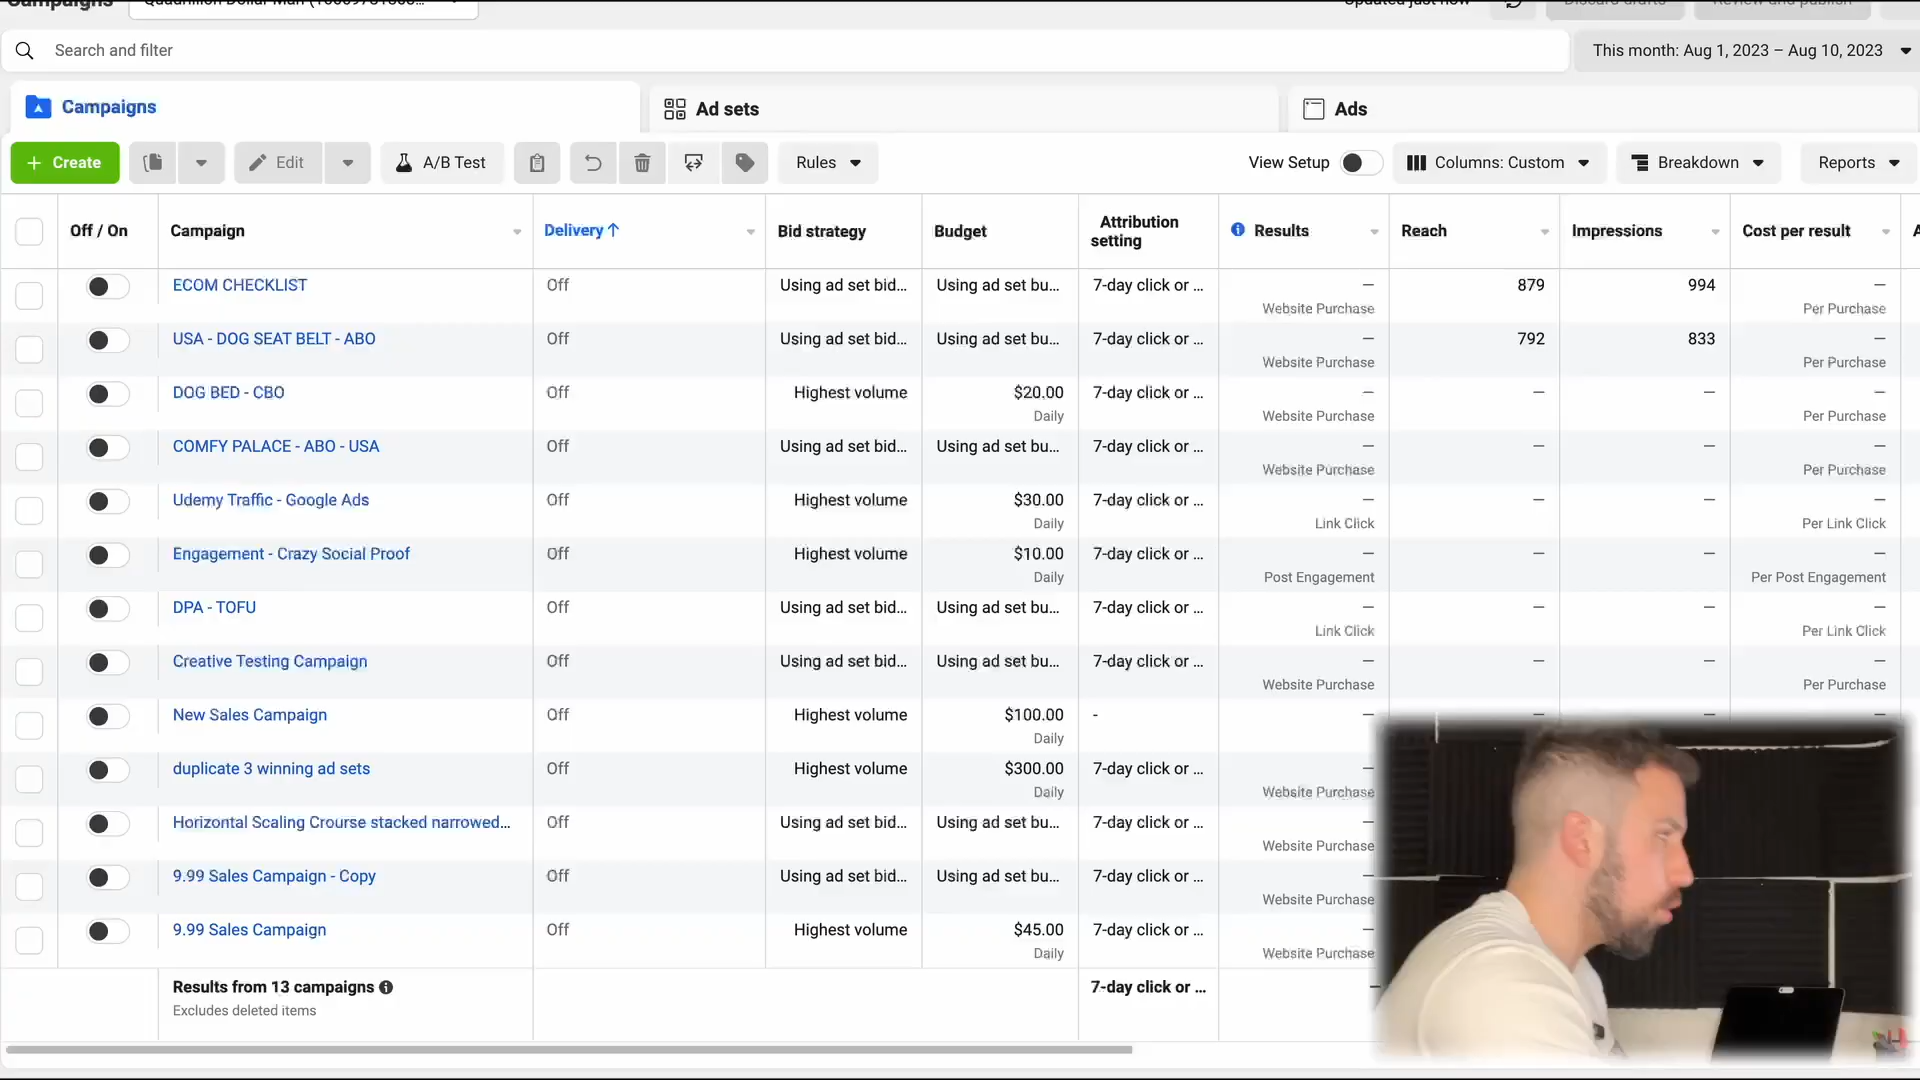 Campaigns
Updated just now
Discard drafts
Review and publish
Search and filter
This month: Aug 1, 2023 – Aug 10, 2023
Campaigns
Ad sets
Ads
+ Create
Edit
A/B Test
Rules
View Setup
Columns: Custom
Breakdown
Reports
Off / On
Campaign
Delivery ↑
Bid strategy
Budget
Attribution
setting
Results
Reach
Impressions
Cost per result
ECOM CHECKLIST Off Using ad set bid... Using ad set bu... 7-day click or ... — 879 994 —
Website Purchase Per Purchase
USA - DOG SEAT BELT - ABO Off Using ad set bid... Using ad set bu... 7-day click or ... — 792 833 —
Website Purchase Per Purchase
DOG BED - CBO Off Highest volume $20.00 7-day click or ... — — — —
Daily Website Purchase Per Purchase
COMFY PALACE - ABO - USA Off Using ad set bid... Using ad set bu... 7-day click or ... — — — —
Website Purchase Per Purchase
Udemy Traffic - Google Ads Off Highest volume $30.00 7-day click or ... — — — —
Daily Link Click Per Link Click
Engagement - Crazy Social Proof Off Highest volume $10.00 7-day click or ... — — — —
Daily Post Engagement Per Post Engagement
DPA - TOFU Off Using ad set bid... Using ad set bu... 7-day click or ... — — — —
Link Click Per Link Click
Creative Testing Campaign Off Using ad set bid... Using ad set bu... 7-day click or ... — — — —
Website Purchase Per Purchase
New Sales Campaign Off Highest volume $100.00 - — — — —
Daily
duplicate 3 winning ad sets Off Highest volume $300.00 7-day click or ... —
Daily Website Purchase
Horizontal Scaling Course stacked narrowed... Off Using ad set bid... Using ad set bu... 7-day click or ... —
Website Purchase
9.99 Sales Campaign - Copy Off Using ad set bid... Using ad set bu... 7-day click or ... —
Website Purchase
9.99 Sales Campaign Off Highest volume $45.00 7-day click or ... —
Daily Website Purchase
Results from 13 campaigns 7-day click or ... —
Excludes deleted items